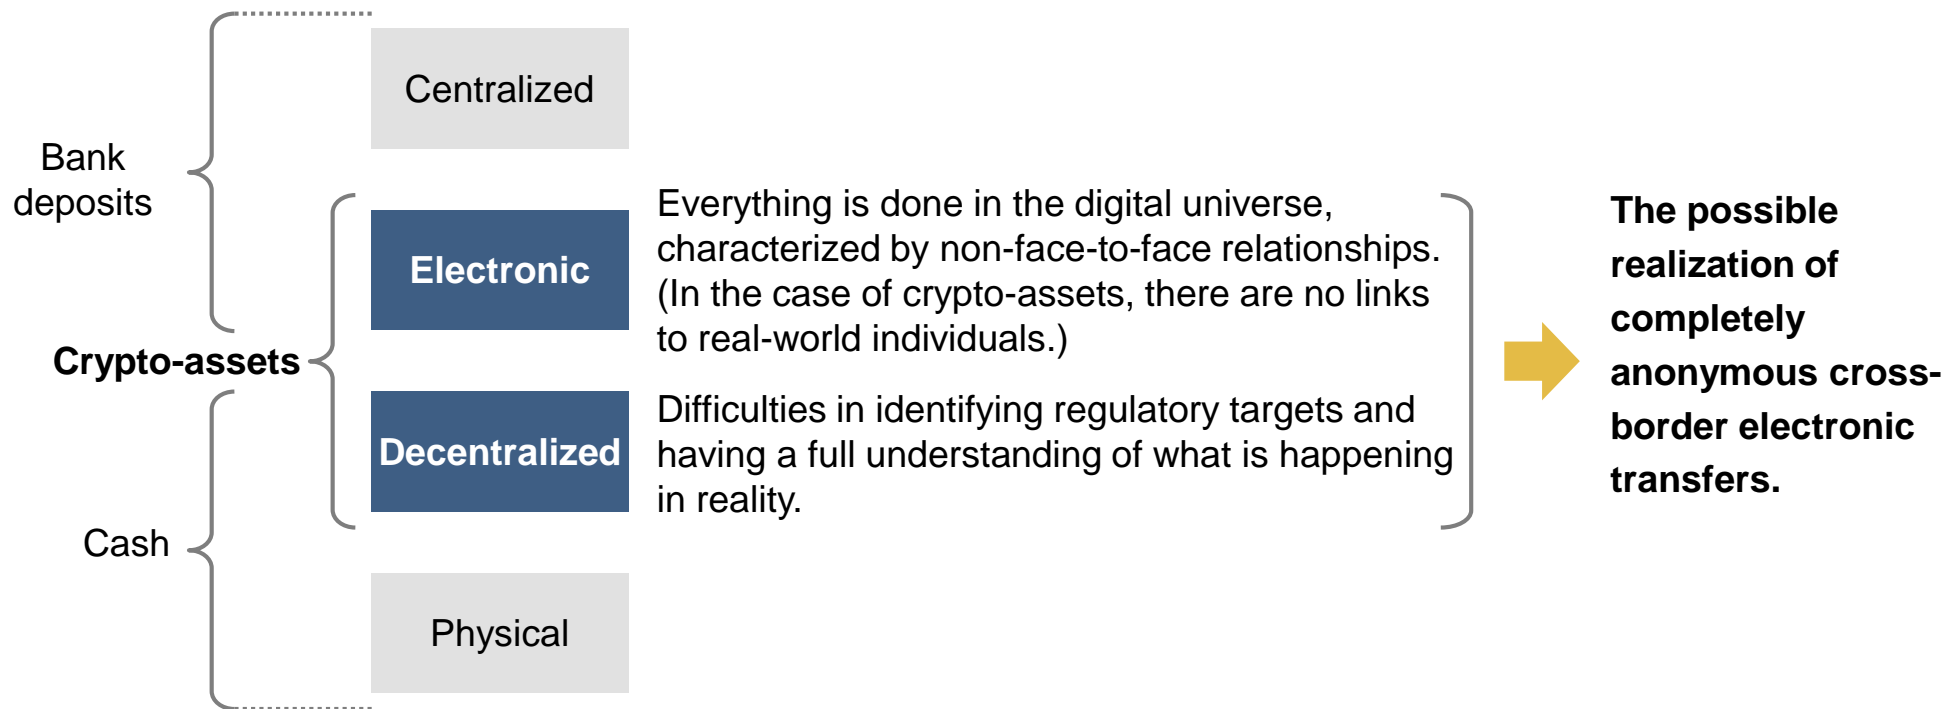 Centralized
Bank
deposits
Electronic
Everything is done in the digital universe,
characterized by non-face-to-face relationships.
(In the case of crypto-assets, there are no links
to real-world individuals.)
Crypto-assets
Decentralized
Difficulties in identifying regulatory targets and
having a full understanding of what is happening
in reality.
Cash
Physical
The possible
realization of
completely
anonymous cross-
border electronic
transfers.